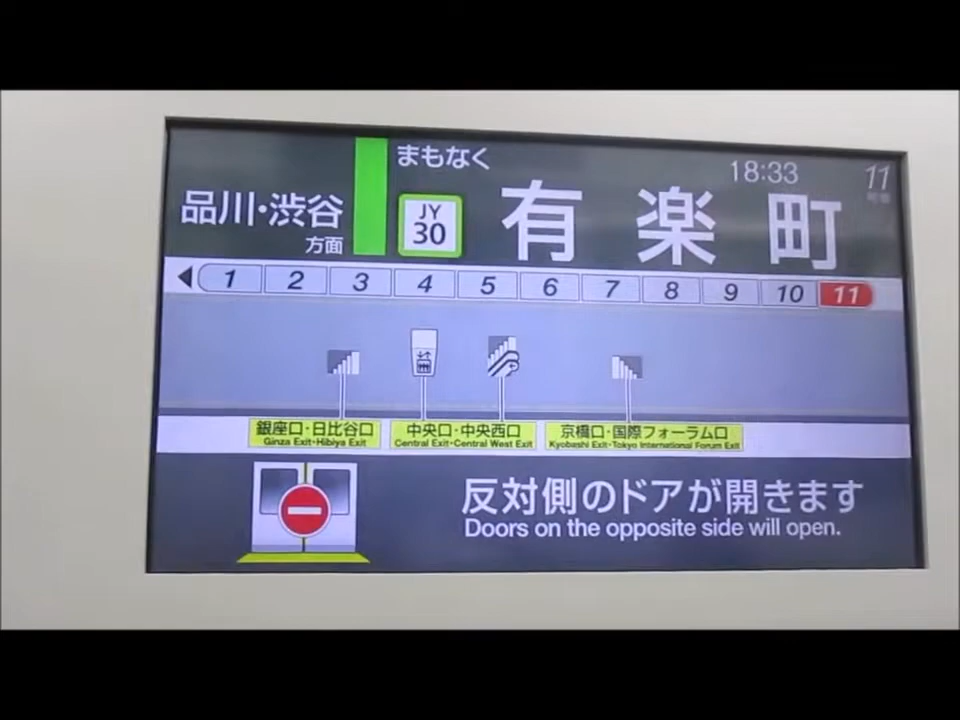 品川・渋谷
方面
まもなく
JY
30
有楽町
18:33
11
号車
1 2 3 4 5 6 7 8 9 10 11
銀座口・日比谷口
Ginza Exit・Hibiya Exit
中央口・中央西口
Central Exit・Central West Exit
京橋口・国際フォーラム口
Kyobashi Exit・Tokyo International Forum Exit
反対側のドアが開きます
Doors on the opposite side will open.